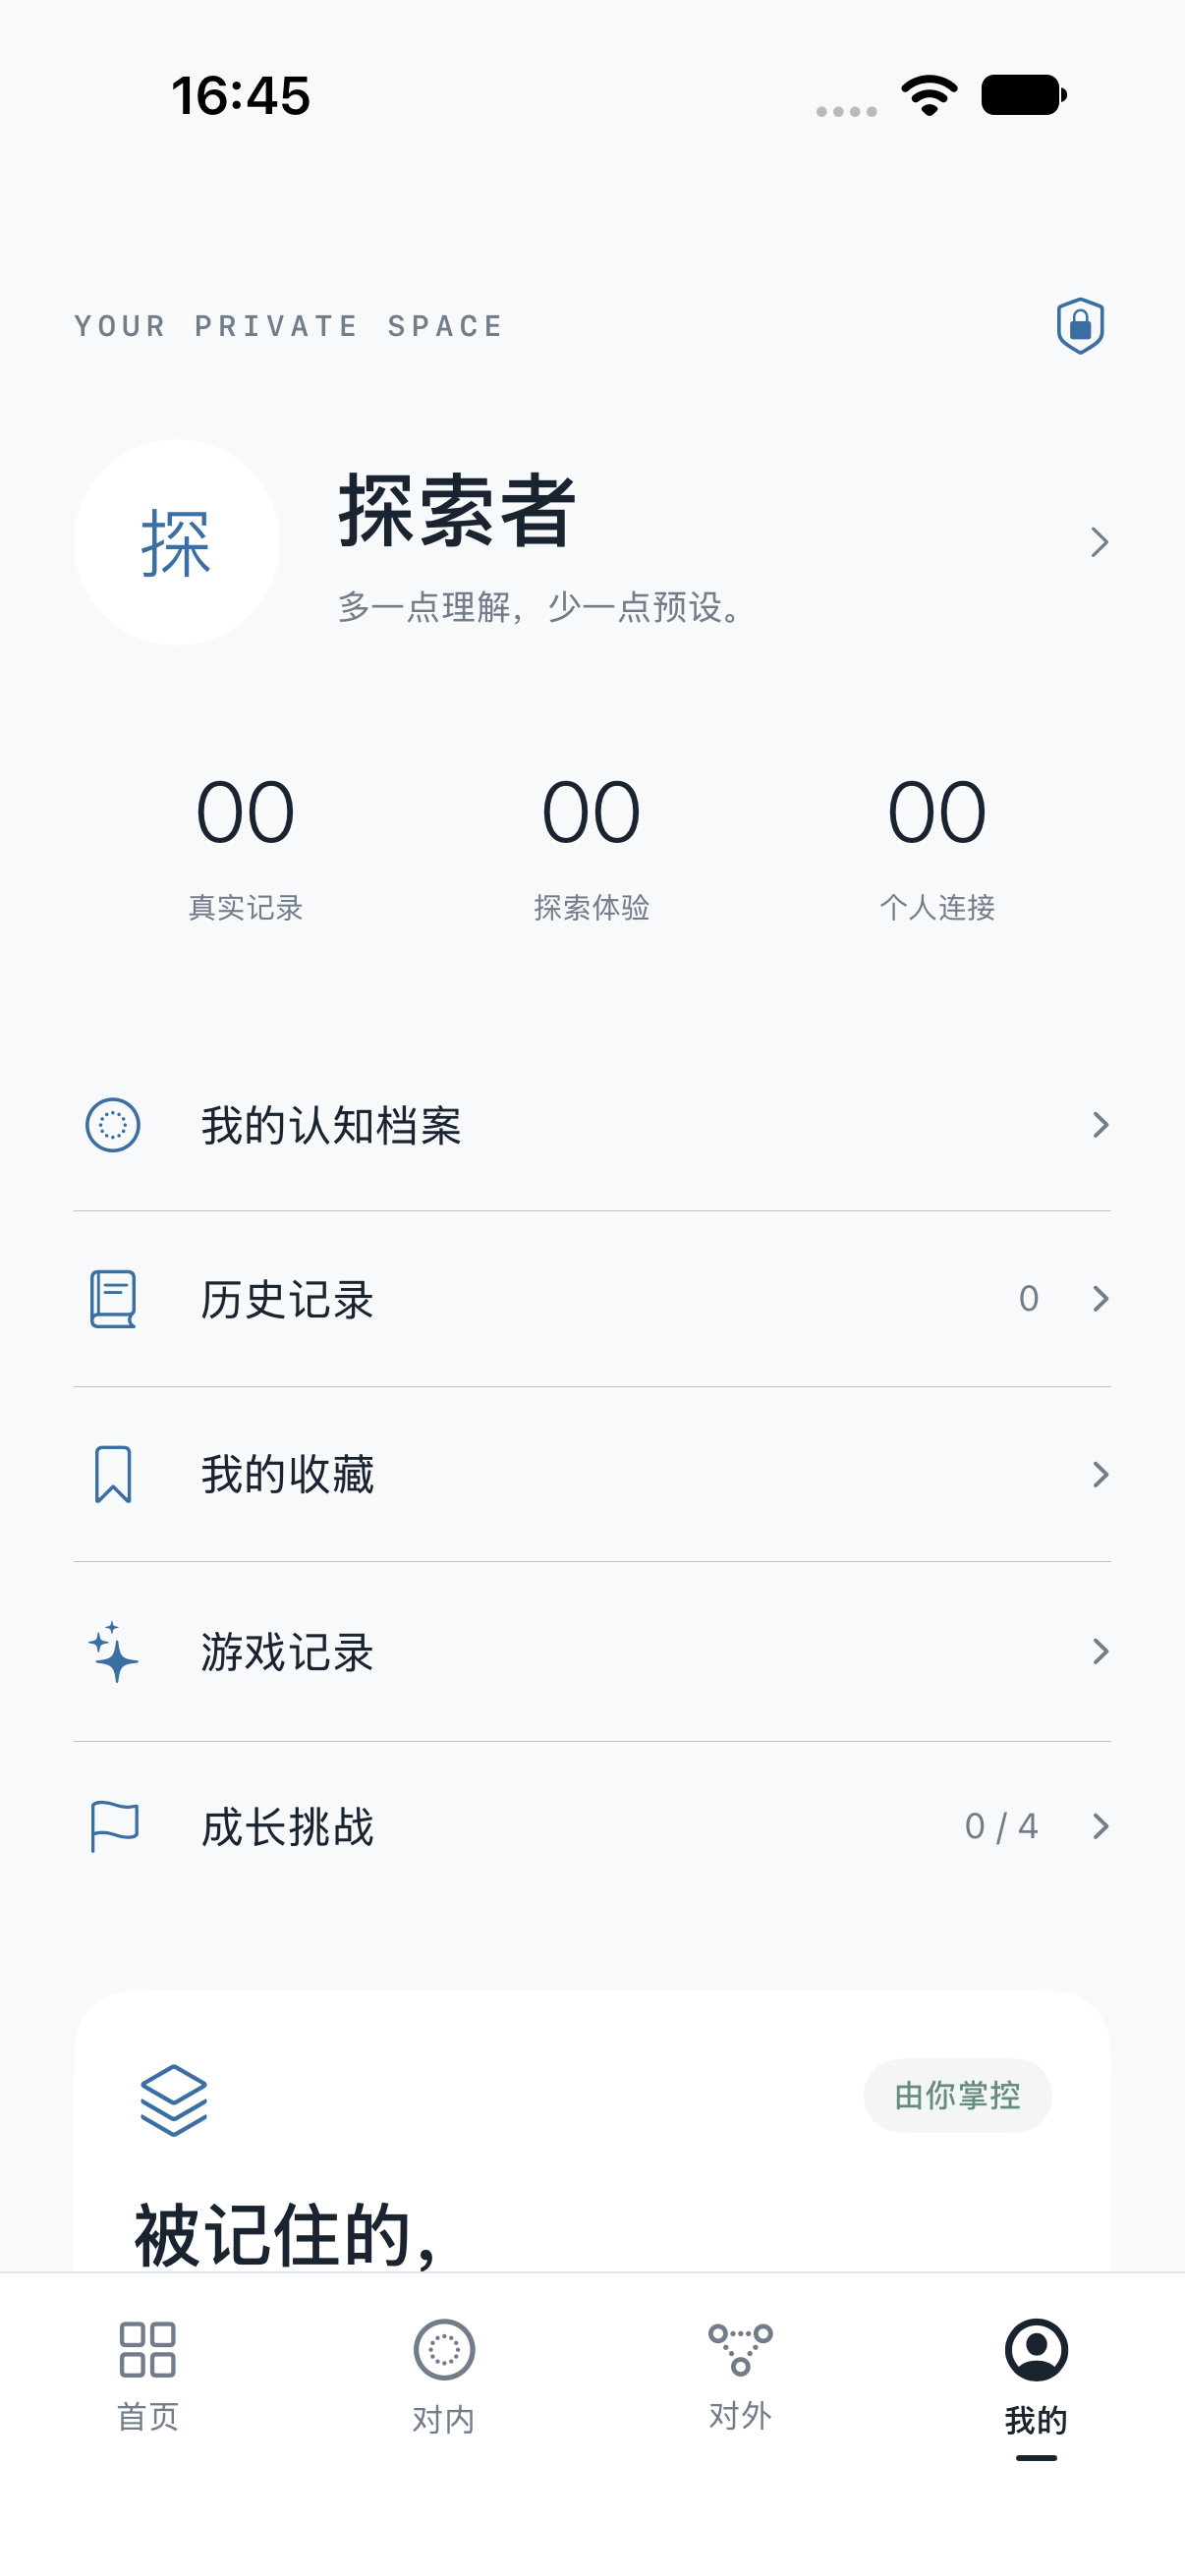 16:45
YOUR PRIVATE SPACE
探
探索者
多一点理解，少一点预设。
00 00 00
真实记录 探索体验 个人连接
我的认知档案
历史记录 0
我的收藏
游戏记录
成长挑战 0 / 4
由你掌控
被记住的，
首页 对内 对外 我的